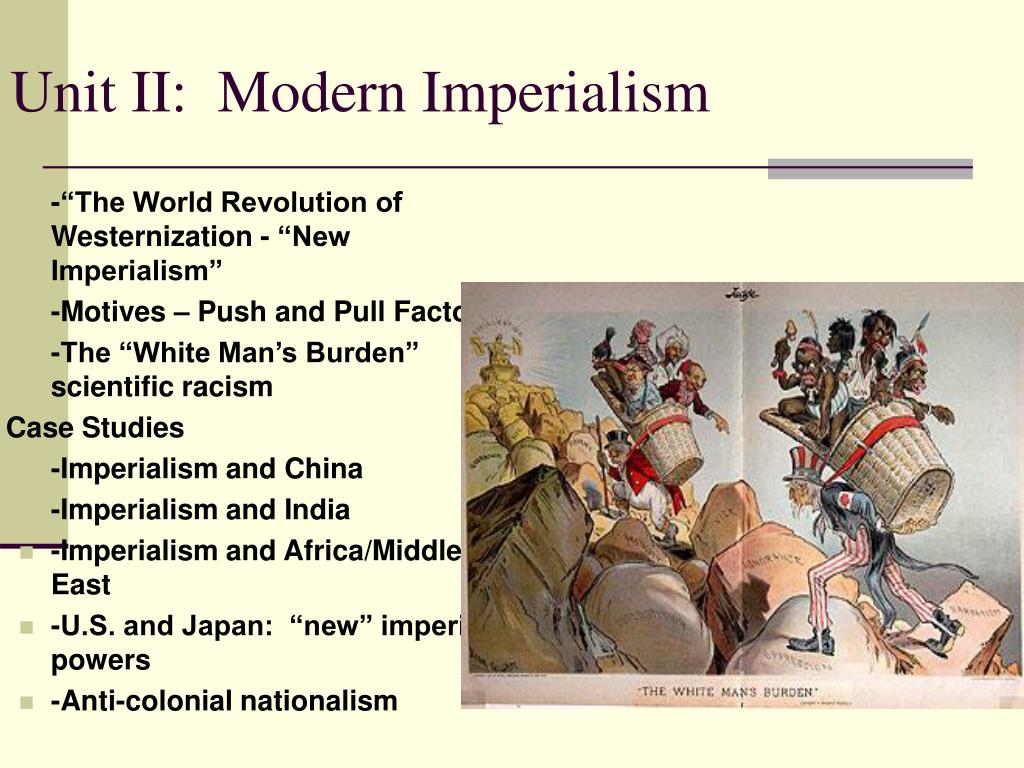 Unit II:  Modern Imperialism
-“The World Revolution of
Westernization - “New
Imperialism”
-Motives – Push and Pull Facto
-The “White Man’s Burden”
scientific racism
Case Studies
-Imperialism and China
-Imperialism and India
-Imperialism and Africa/Middle
East
-U.S. and Japan:  “new” imperi
powers
-Anti-colonial nationalism
Judge
CIVILIZATION
VICE
IGNORANCE
BARBARISM
OPPRESSION
"THE WHITE MAN'S BURDEN."